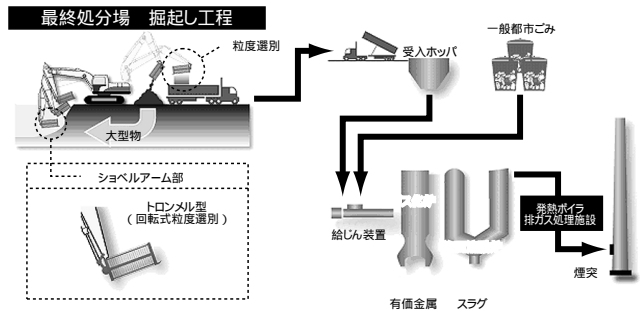 最終処分場 掘起し工程
粒度選別
大型物
ショベルアーム部
トロンメル型
(回転式粒度選別)
受入ホッパ
一般都市ごみ
給じん装置
発熱ボイラ
排ガス処理施設
煙突
有価金属 スラグ